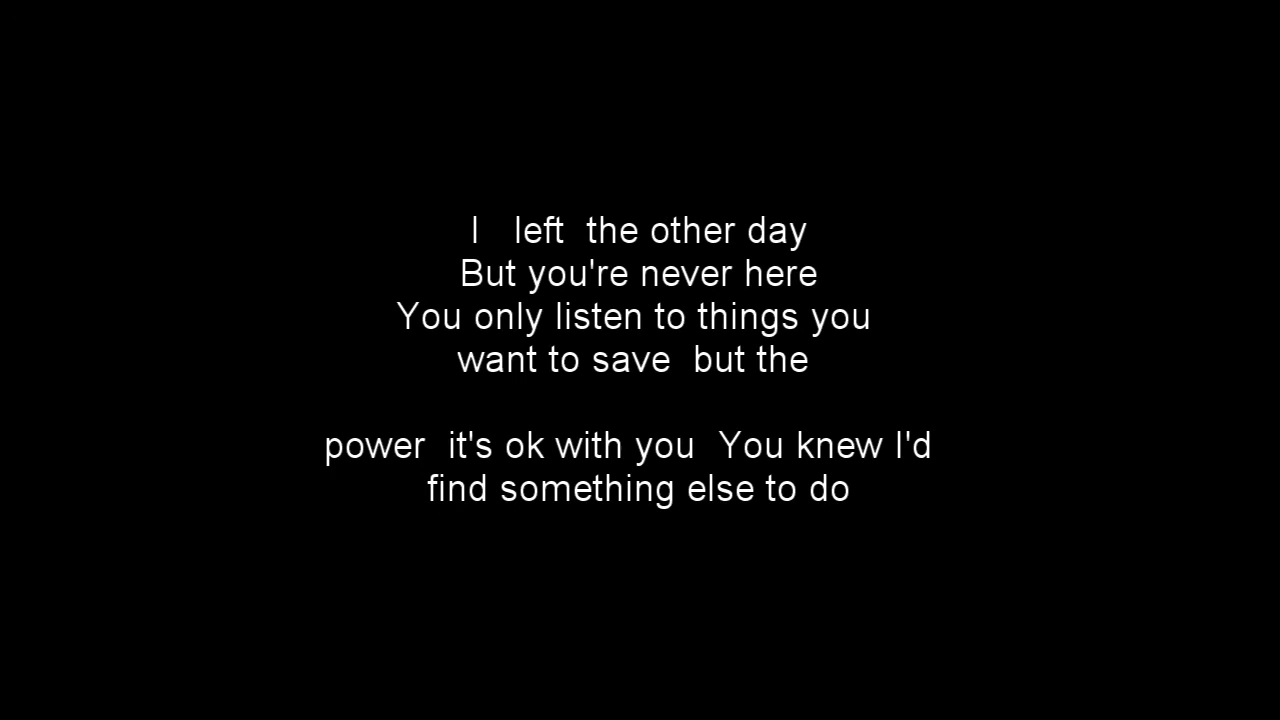 I left the other day
But you're never here
You only listen to things you
want to save but the
power it's ok with you You knew I'd
find something else to do